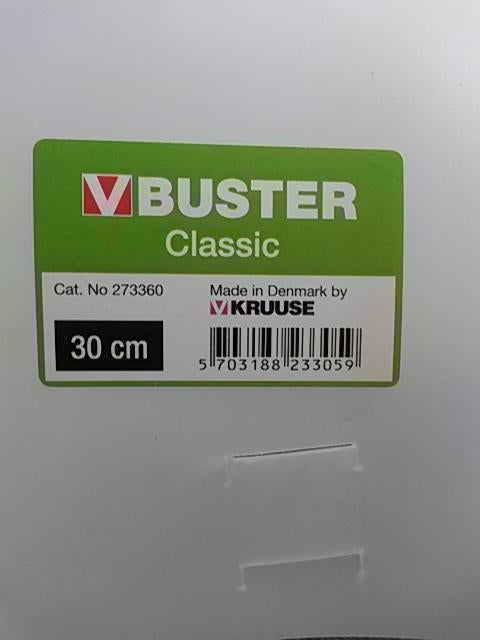 V BUSTER
Classic
Cat. No 273360
Made in Denmark by
V KRUUSE
30 cm
5 703188 233059